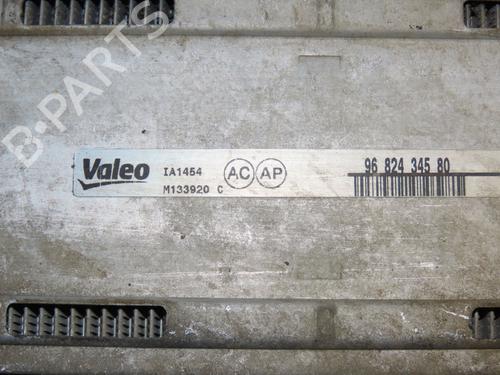 B-PARTS
Valeo
IA1454
M133920 C
AC AP
96 824 345 80